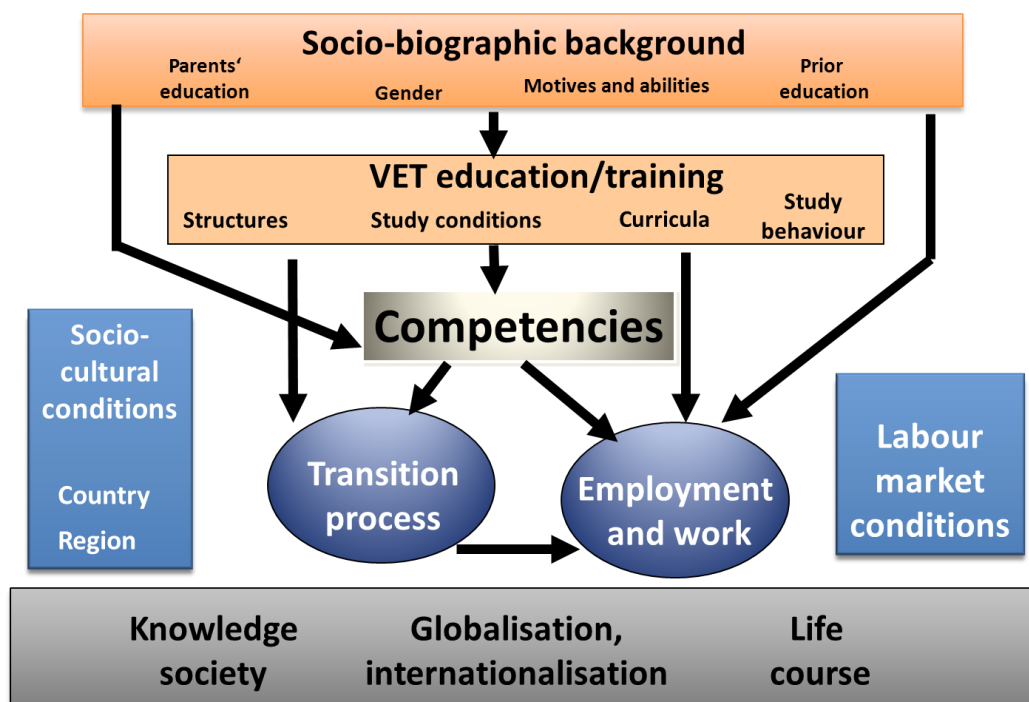 Socio-biographic background
Parents‘
education
Gender
Motives and abilities
Prior
education
VET education/training
Structures
Study conditions
Curricula
Study
behaviour
Competencies
Socio-
cultural
conditions
Country
Region
Transition
process
Employment
and work
Labour
market
conditions
Knowledge
society
Globalisation,
internationalisation
Life
course